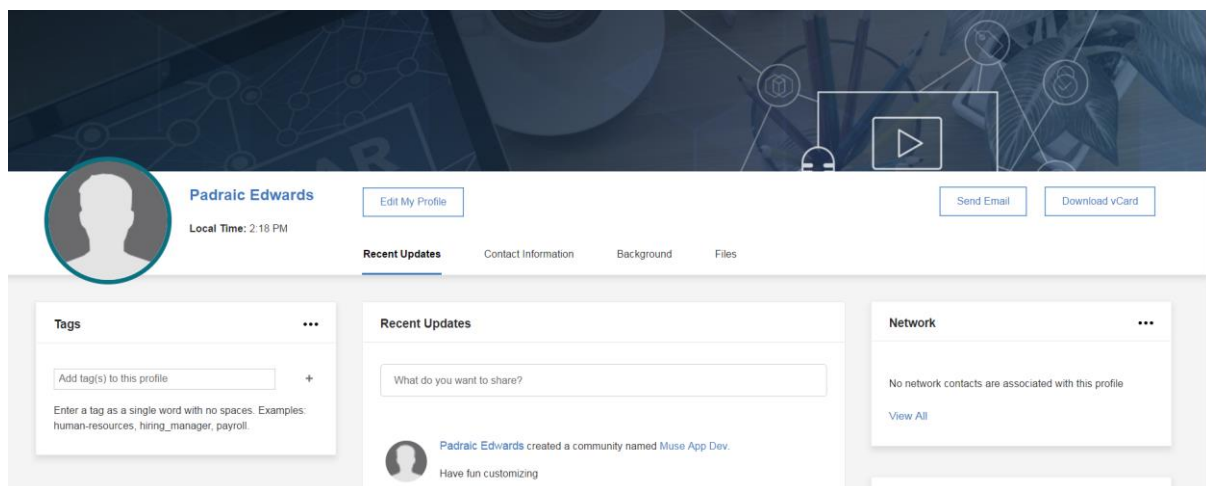 AR
Padraic Edwards
Local Time: 2:18 PM
Edit My Profile
Send Email
Download vCard
Recent Updates
Contact Information
Background
Files
Tags
Add tag(s) to this profile
+
Enter a tag as a single word with no spaces. Examples:
human-resources, hiring_manager, payroll.
Recent Updates
What do you want to share?
Padraic Edwards created a community named Muse App Dev.
Have fun customizing
Network
No network contacts are associated with this profile
View All